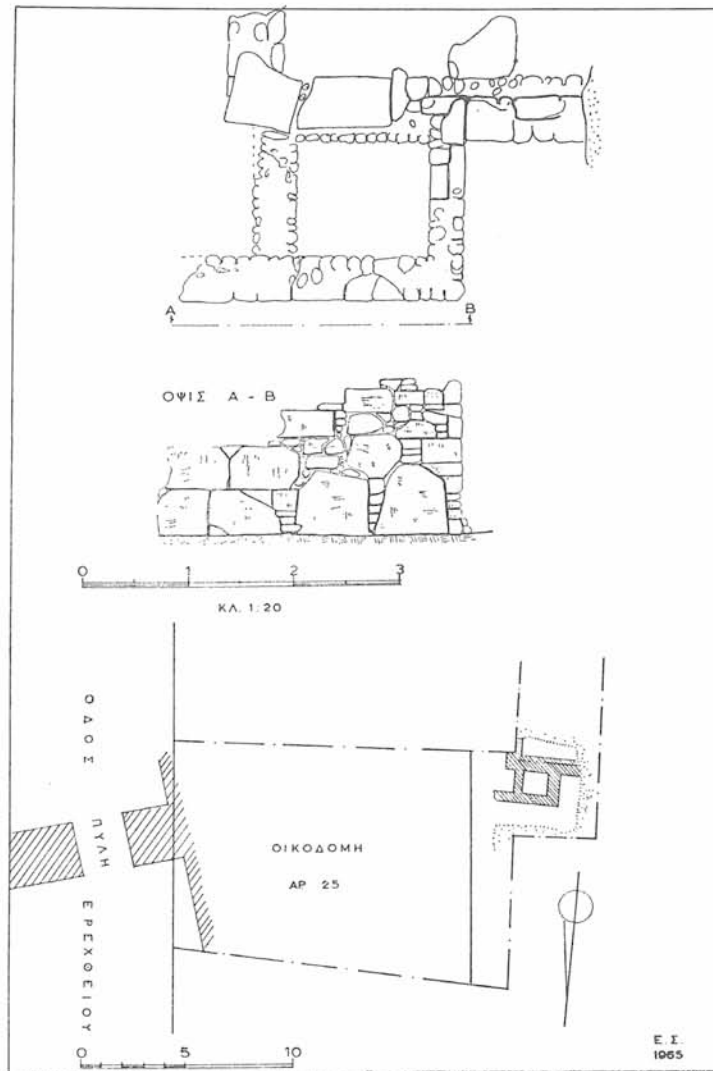 Α Β
ΟΨΙΣ Α - Β
0 1 2 3
ΚΛ. 1:20
ΟΔΟΣ
ΠΥΛΗ
ΕΡΕΧΘΕΙΟΥ
ΟΙΚΟΔΟΜΗ
ΑΡ 25
0 5 10
Ε.Σ.
1965